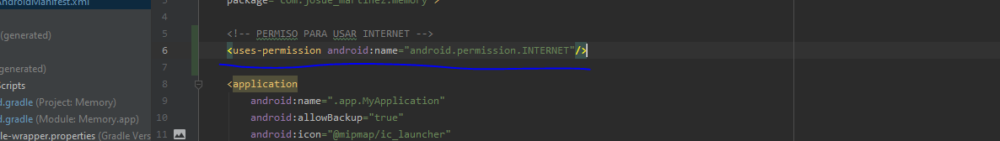 AndroidManifest.xml
3 package="com.josue_martinez.memory">
4
(generated)
5 <!-- PERMISO PARA USAR INTERNET -->
6 <uses-permission android:name="android.permission.INTERNET"/>
generated)
7
Scripts
8 <application
d.gradle (Project: Memory)
9 android:name=".app.MyApplication"
d.gradle (Module: Memory.app)
10 android:allowBackup="true"
le-wrapper.properties (Gradle Vers
11 android:icon="@mipmap/ic_launcher"